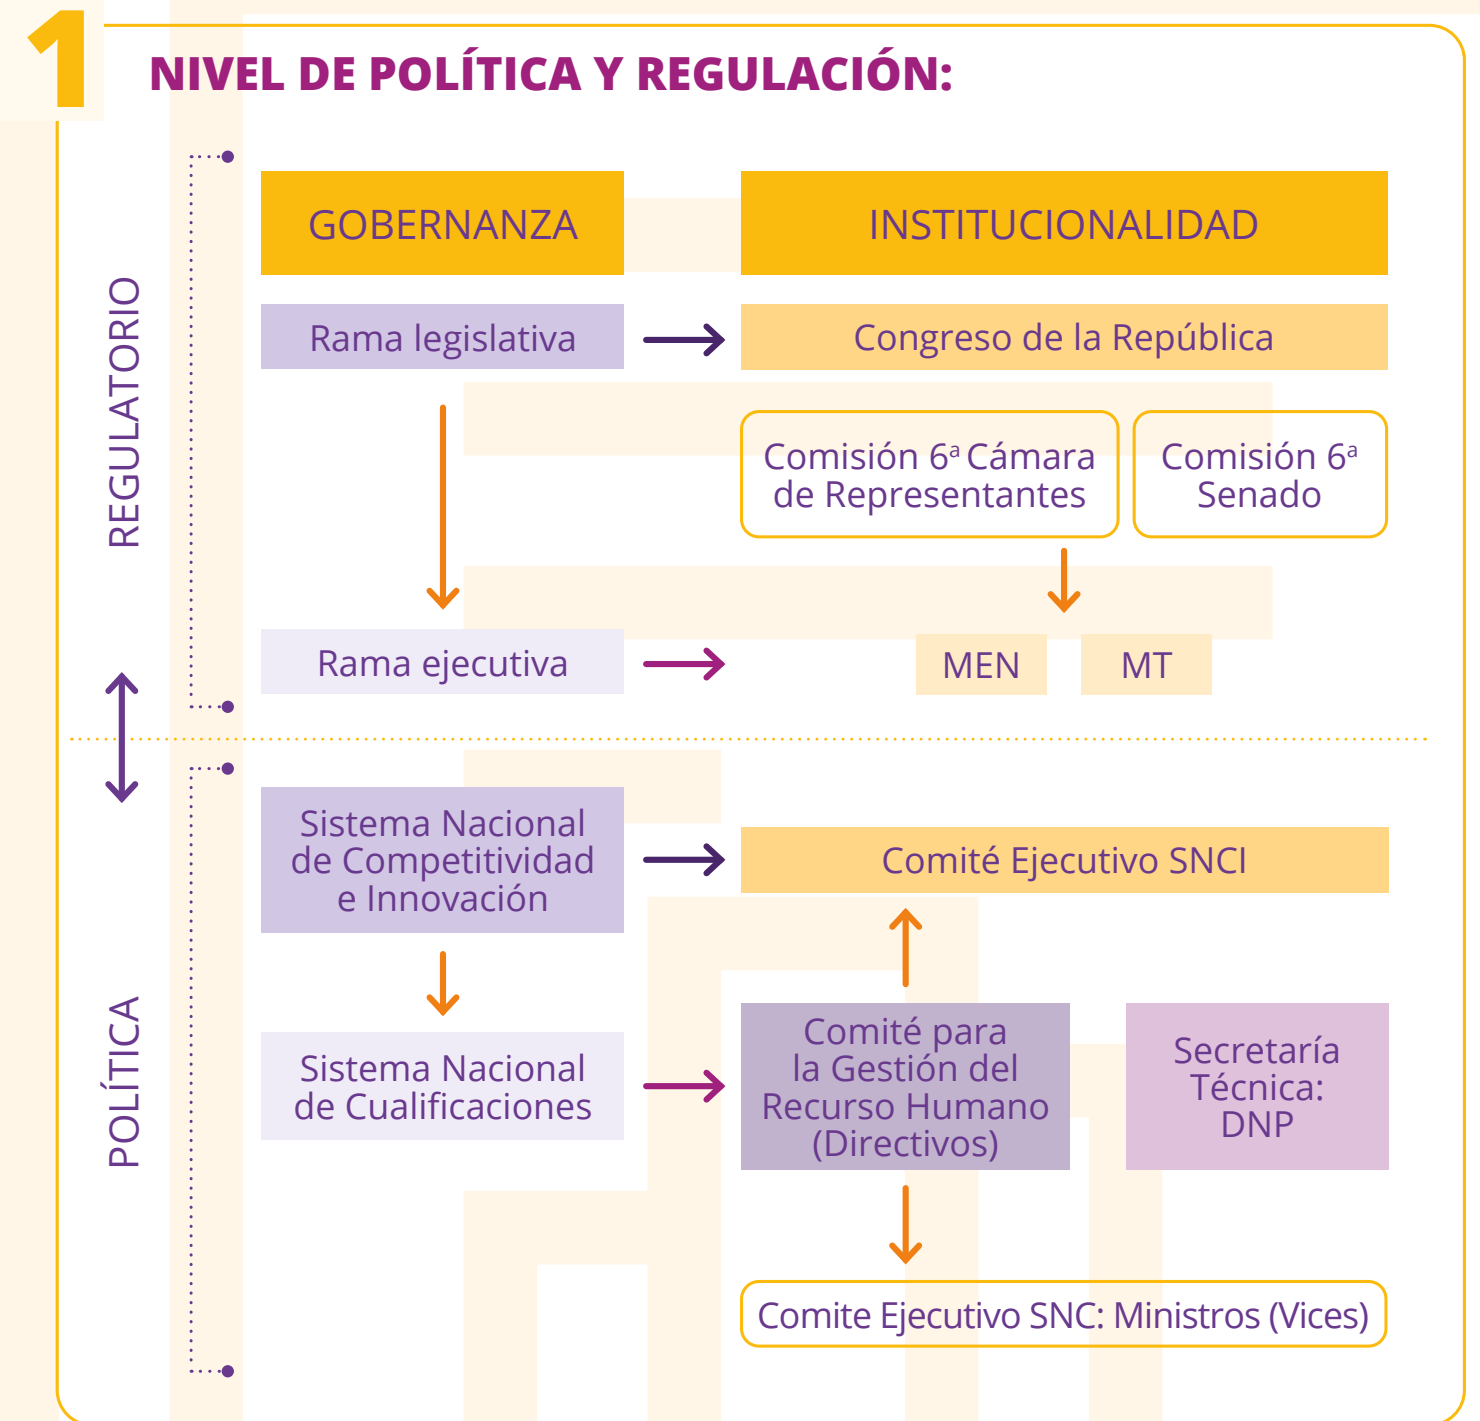 1
NIVEL DE POLÍTICA Y REGULACIÓN:
REGULATORIO
GOBERNANZA
INSTITUCIONALIDAD
Rama legislativa
Congreso de la República
Comisión 6ª Cámara
de Representantes
Comisión 6ª
Senado
Rama ejecutiva
MEN
MT
POLÍTICA
Sistema Nacional
de Competitividad
e Innovación
Comité Ejecutivo SNCI
Sistema Nacional
de Cualificaciones
Comité para
la Gestión del
Recurso Humano
(Directivos)
Secretaría
Técnica:
DNP
Comite Ejecutivo SNC: Ministros (Vices)